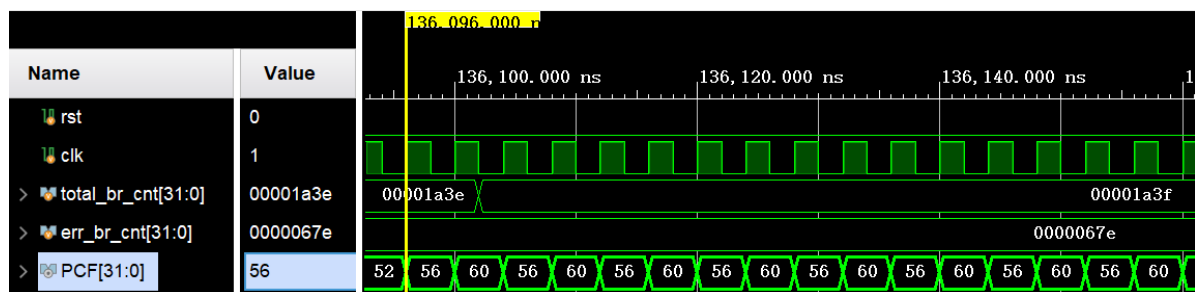 136,096.000 n
Name Value
136,100.000 ns 136,120.000 ns 136,140.000 ns 1
rst 0
clk 1
total_br_cnt[31:0] 00001a3e 00001a3e 00001a3f
err_br_cnt[31:0] 0000067e 0000067e
PCF[31:0] 56 52 56 60 56 60 56 60 56 60 56 60 56 60 56 60 56 60